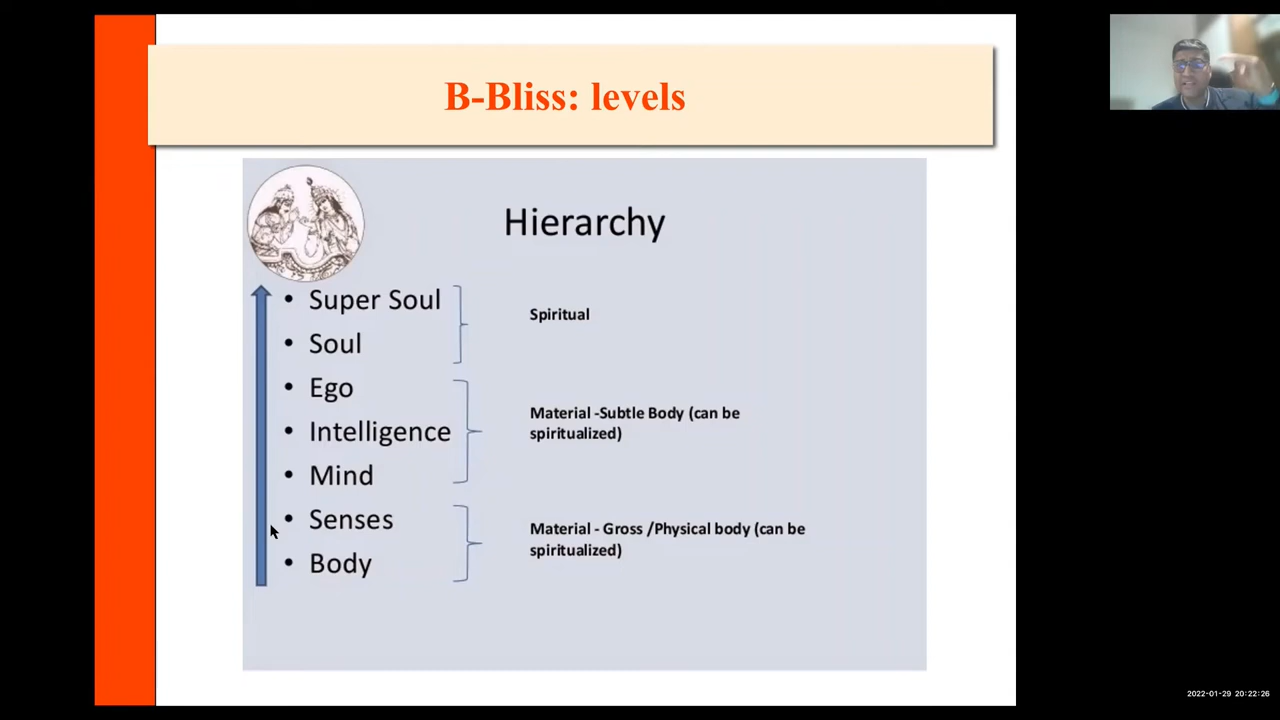 B-Bliss: levels
Hierarchy
• Super Soul
• Soul
Spiritual
• Ego
• Intelligence
• Mind
Material -Subtle Body (can be
spiritualized)
• Senses
• Body
Material - Gross /Physical body (can be
spiritualized)
2022-01-29 20:22:26